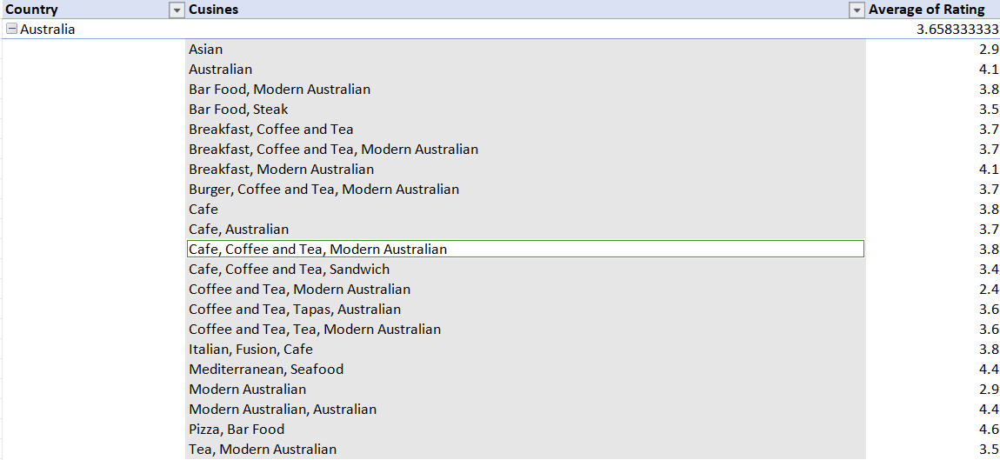 Country Cusines Average of Rating
Australia 3.658333333
Asian 2.9
Australian 4.1
Bar Food, Modern Australian 3.8
Bar Food, Steak 3.5
Breakfast, Coffee and Tea 3.7
Breakfast, Coffee and Tea, Modern Australian 3.7
Breakfast, Modern Australian 4.1
Burger, Coffee and Tea, Modern Australian 3.7
Cafe 3.8
Cafe, Australian 3.7
Cafe, Coffee and Tea, Modern Australian 3.8
Cafe, Coffee and Tea, Sandwich 3.4
Coffee and Tea, Modern Australian 2.4
Coffee and Tea, Tapas, Australian 3.6
Coffee and Tea, Tea, Modern Australian 3.6
Italian, Fusion, Cafe 3.8
Mediterranean, Seafood 4.4
Modern Australian 2.9
Modern Australian, Australian 4.4
Pizza, Bar Food 4.6
Tea, Modern Australian 3.5